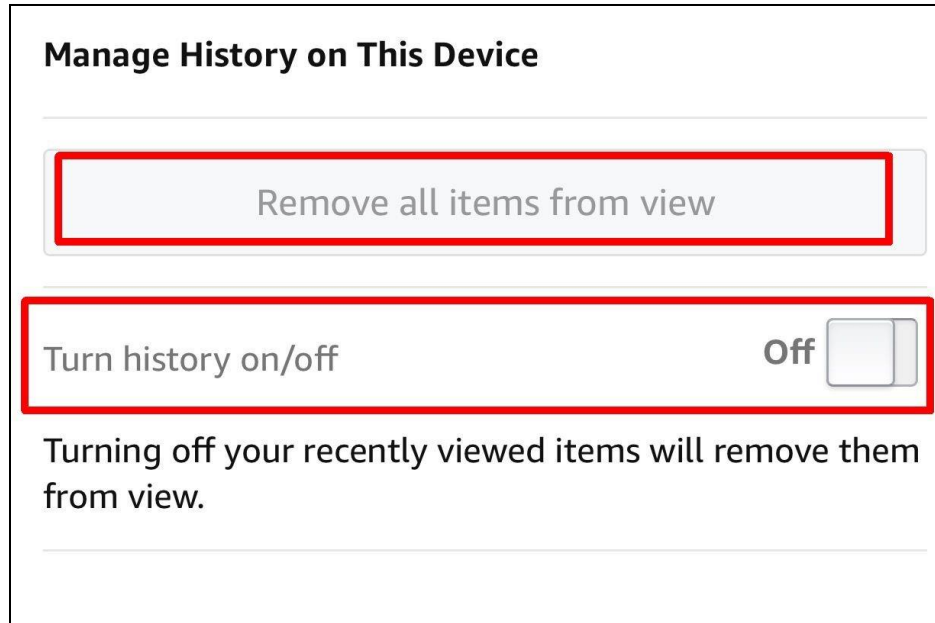 Manage History on This Device
Remove all items from view
Turn history on/off Off
Turning off your recently viewed items will remove them
from view.